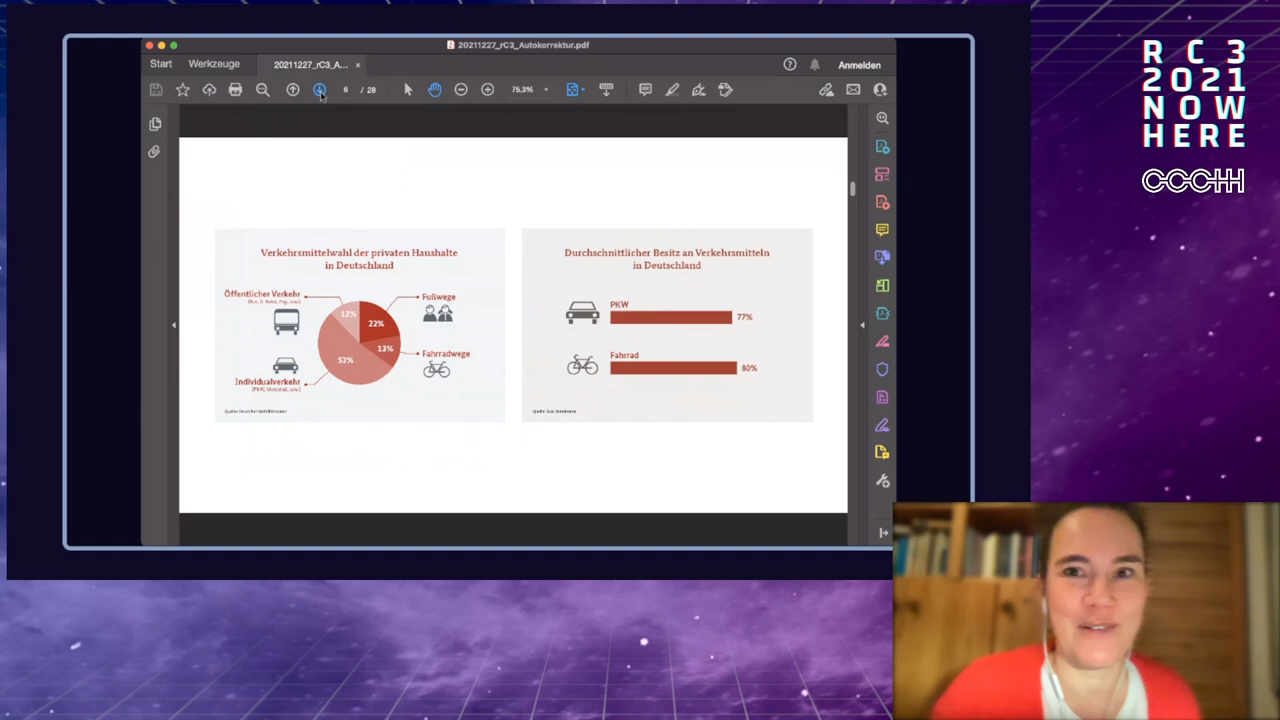 20211227_rC3_Autokorrektur.pdf
Start
Werkzeuge
20211227_rC3_A...
Anmelden
6 / 28
75,3%
Verkehrsmittelwahl der privaten Haushalte
in Deutschland
Öffentlicher Verkehr
Fußwege
12%
22%
13%
53%
Fahrradwege
Individualverkehr
Durchschnittlicher Besitz an Verkehrsmitteln
in Deutschland
PKW
77%
Fahrrad
80%
R C 3
2021
NOW
HERE
CCCHH